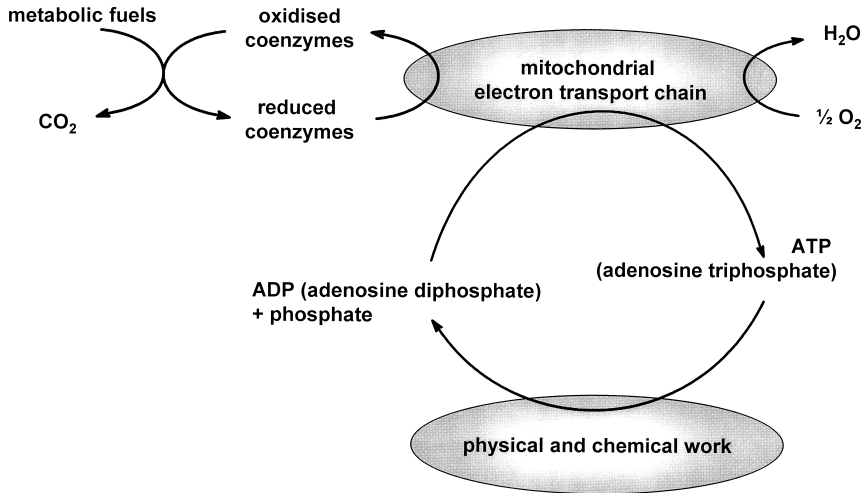 metabolic fuels
CO₂
oxidised
coenzymes
reduced
coenzymes
mitochondrial
electron transport chain
H₂O
½ O₂
ATP
(adenosine triphosphate)
ADP (adenosine diphosphate)
+ phosphate
physical and chemical work